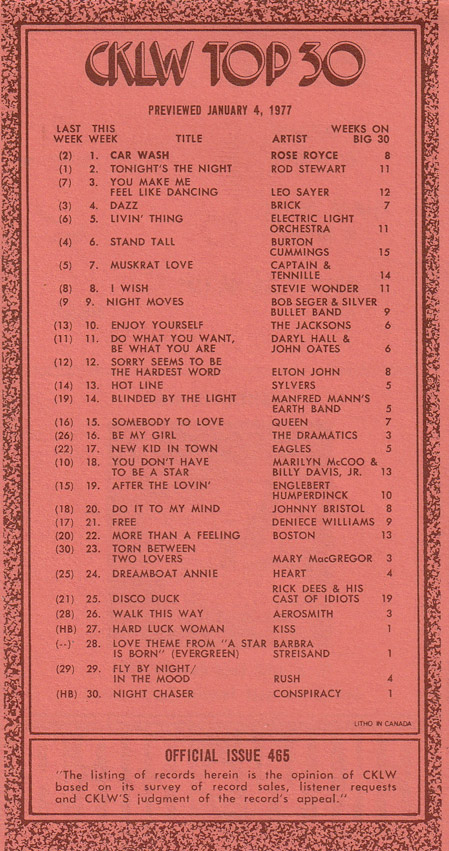 CKLW TOP 30
PREVIEWED JANUARY 4, 1977
LAST THIS WEEKS ON
WEEK WEEK TITLE ARTIST BIG 30
(2) 1. CAR WASH ROSE ROYCE 8
(1) 2. TONIGHT'S THE NIGHT ROD STEWART 11
(7) 3. YOU MAKE ME
FEEL LIKE DANCING LEO SAYER 12
(3) 4. DAZZ BRICK 7
(6) 5. LIVIN' THING ELECTRIC LIGHT
ORCHESTRA 11
(4) 6. STAND TALL BURTON
CUMMINGS 15
(5) 7. MUSKRAT LOVE CAPTAIN &
TENNILLE 14
(8) 8. I WISH STEVIE WONDER 11
(9 9. NIGHT MOVES BOB SEGER & SILVER
BULLET BAND 9
(13) 10. ENJOY YOURSELF THE JACKSONS 6
(11) 11. DO WHAT YOU WANT, DARYL HALL &
BE WHAT YOU ARE JOHN OATES 6
(12) 12. SORRY SEEMS TO BE
THE HARDEST WORD ELTON JOHN 8
(14) 13. HOT LINE SYLVERS 5
(19) 14. BLINDED BY THE LIGHT MANFRED MANN'S
EARTH BAND 5
(16) 15. SOMEBODY TO LOVE QUEEN 7
(26) 16. BE MY GIRL THE DRAMATICS 3
(22) 17. NEW KID IN TOWN EAGLES 5
(10) 18. YOU DON'T HAVE MARILYN McCOO &
TO BE A STAR BILLY DAVIS, JR. 13
(15) 19. AFTER THE LOVIN' ENGLEBERT
HUMPERDINCK 10
(18) 20. DO IT TO MY MIND JOHNNY BRISTOL 8
(17) 21. FREE DENIECE WILLIAMS 9
(20) 22. MORE THAN A FEELING BOSTON 13
(30) 23. TORN BETWEEN
TWO LOVERS MARY MacGREGOR 3
(25) 24. DREAMBOAT ANNIE HEART 4
RICK DEES & HIS
(21) 25. DISCO DUCK CAST OF IDIOTS 19
(28) 26. WALK THIS WAY AEROSMITH 3
(HB) 27. HARD LUCK WOMAN KISS 1
(--) 28. LOVE THEME FROM "A STAR BARBRA
IS BORN" (EVERGREEN) STREISAND 1
(29) 29. FLY BY NIGHT/
IN THE MOOD RUSH 4
(HB) 30. NIGHT CHASER CONSPIRACY 1
LITHO IN CANADA
OFFICIAL ISSUE 465
"The listing of records herein is the opinion of CKLW
based on its survey of record sales, listener requests
and CKLW'S judgment of the record's appeal."